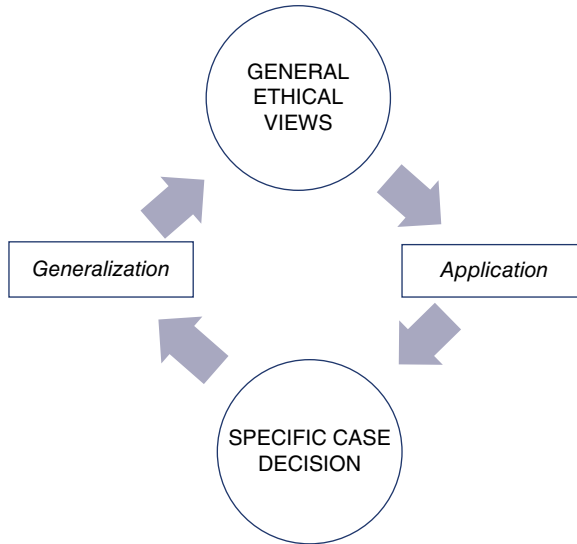 GENERAL
ETHICAL
VIEWS
Generalization
Application
SPECIFIC CASE
DECISION